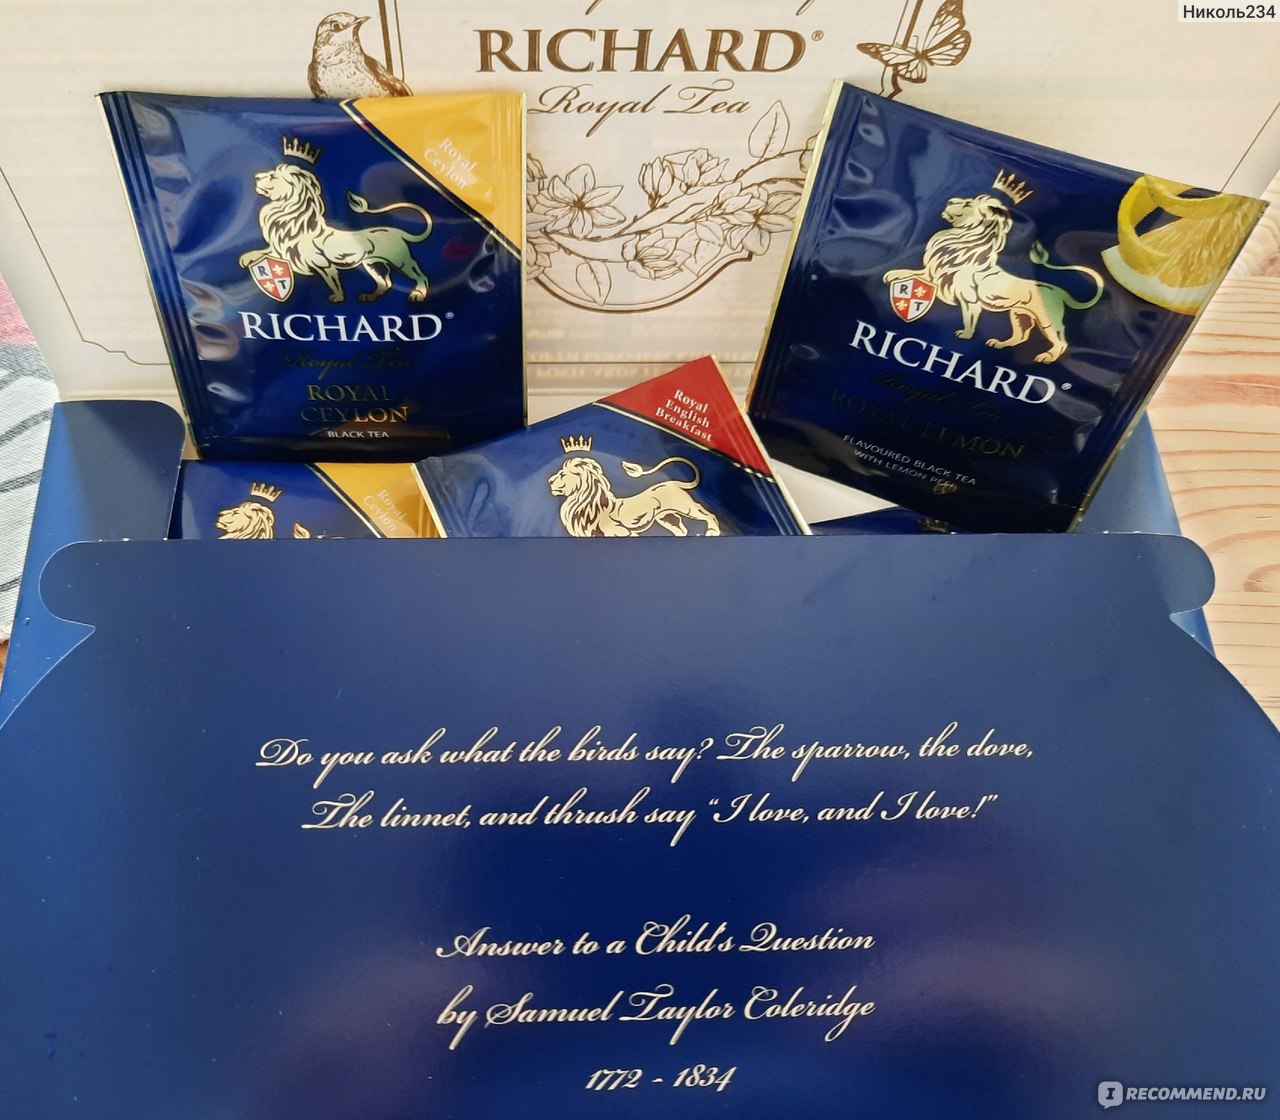 Николь234
RICHARD®
Royal Tea
Royal
Ceylon
R
T
RICHARD®
Royal Tea
ROYAL
CEYLON
BLACK TEA
R
T
RICHARD®
Royal Tea
ROYAL LEMON
FLAVOURED BLACK TEA
WITH LEMON PEEL
Royal
English
Breakfast
Royal
Ceylon
Do you ask what the birds say? The sparrow, the dove,
The linnet, and thrush say “I love, and I love!”
Answer to a Child's Question
by Samuel Taylor Coleridge
1772 - 1834
I RECOMMEND.RU